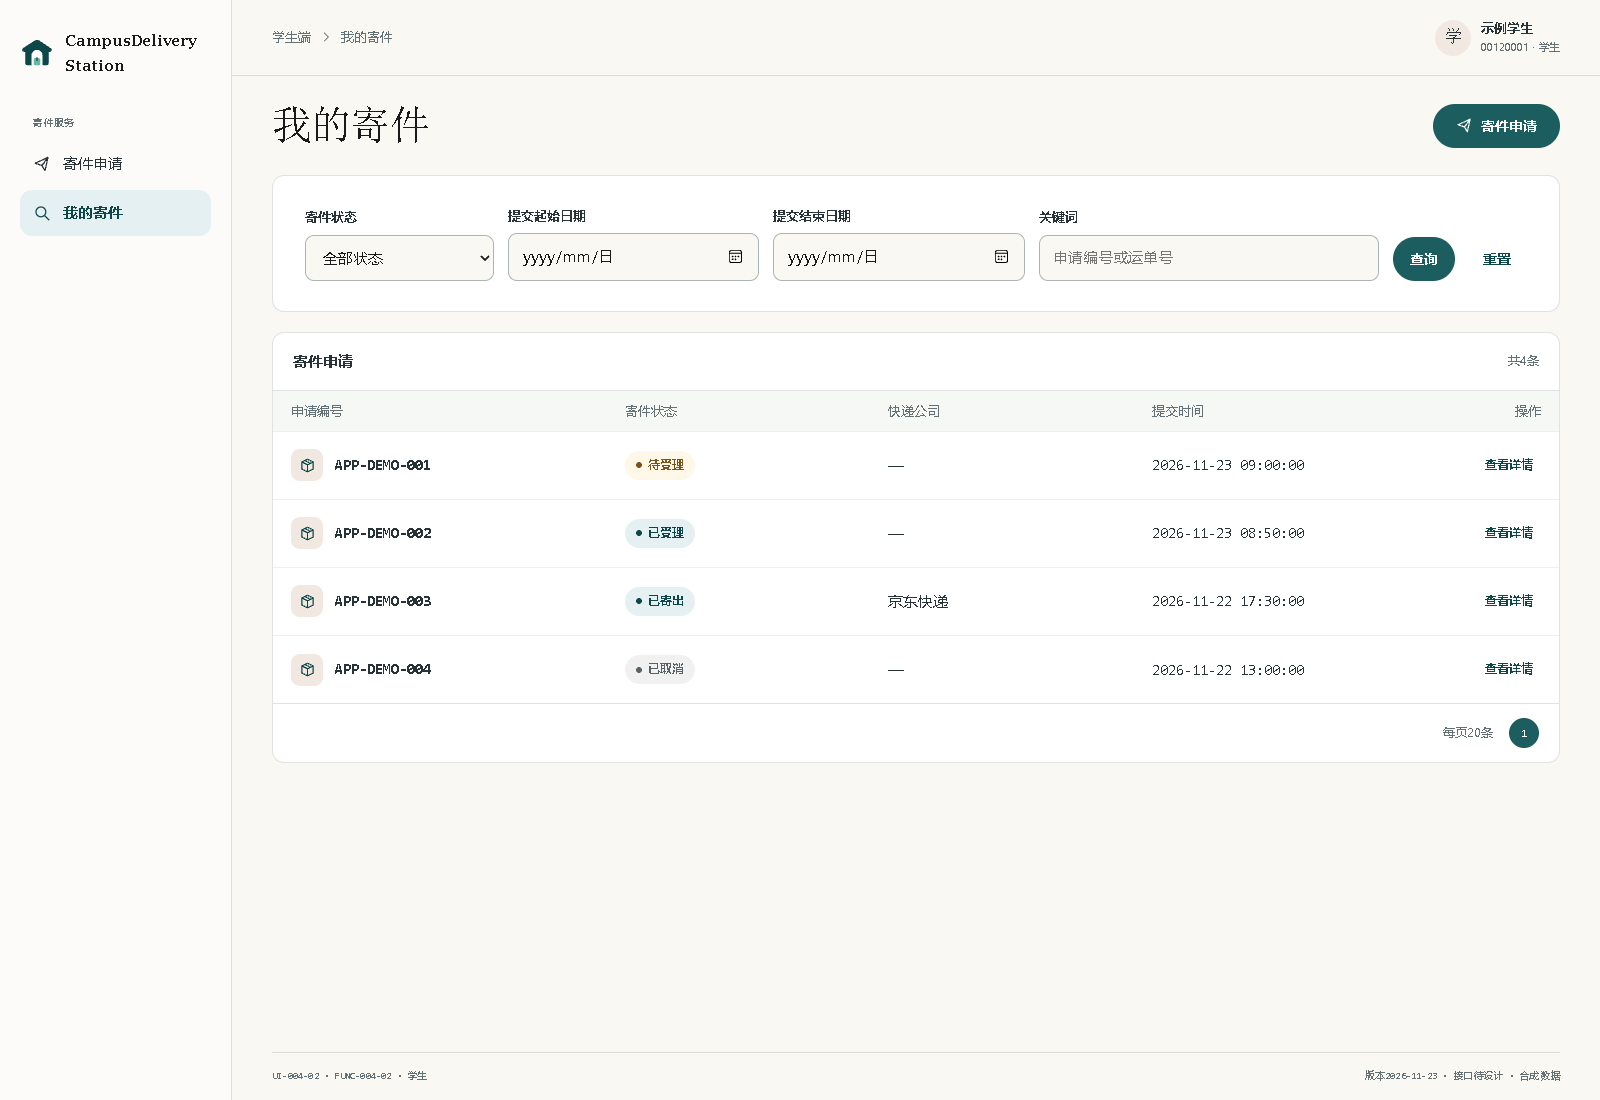 CampusDelivery
Station
寄件服务
寄件申请
我的寄件
学生端 > 我的寄件
学
示例学生
00120001 · 学生
我的寄件
寄件申请
寄件状态
提交起始日期
提交结束日期
关键词
全部状态
yyyy/mm/日
yyyy/mm/日
申请编号或运单号
查询
重置
寄件申请
共4条
申请编号 寄件状态 快递公司 提交时间 操作
APP-DEMO-001 待受理 — 2026-11-23 09:00:00 查看详情
APP-DEMO-002 已受理 — 2026-11-23 08:50:00 查看详情
APP-DEMO-003 已寄出 京东快递 2026-11-22 17:30:00 查看详情
APP-DEMO-004 已取消 — 2026-11-22 13:00:00 查看详情
每页20条 1
UI-004-02 · FUNC-004-02 · 学生
版本2026-11-23 · 接口待设计 · 合成数据